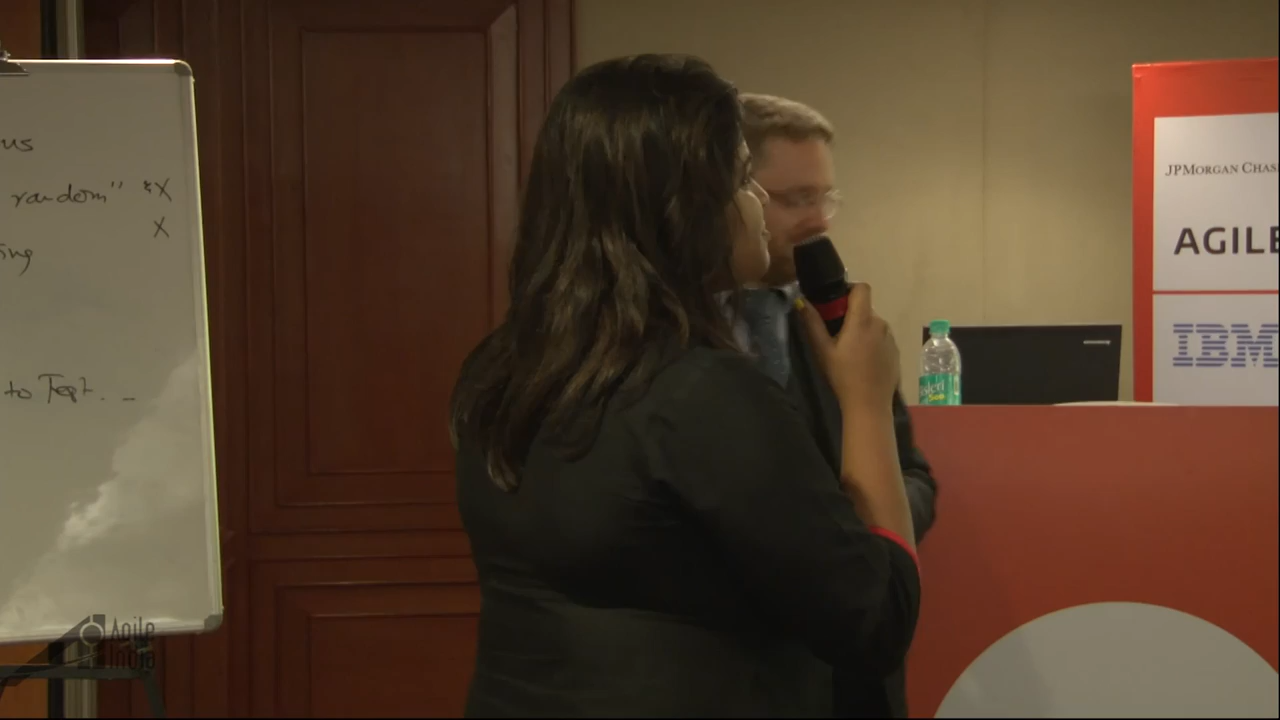 us
random" "X
X
ing
to Test. _
Agile
India
JPMORGAN CHAS
AGILE
IBM